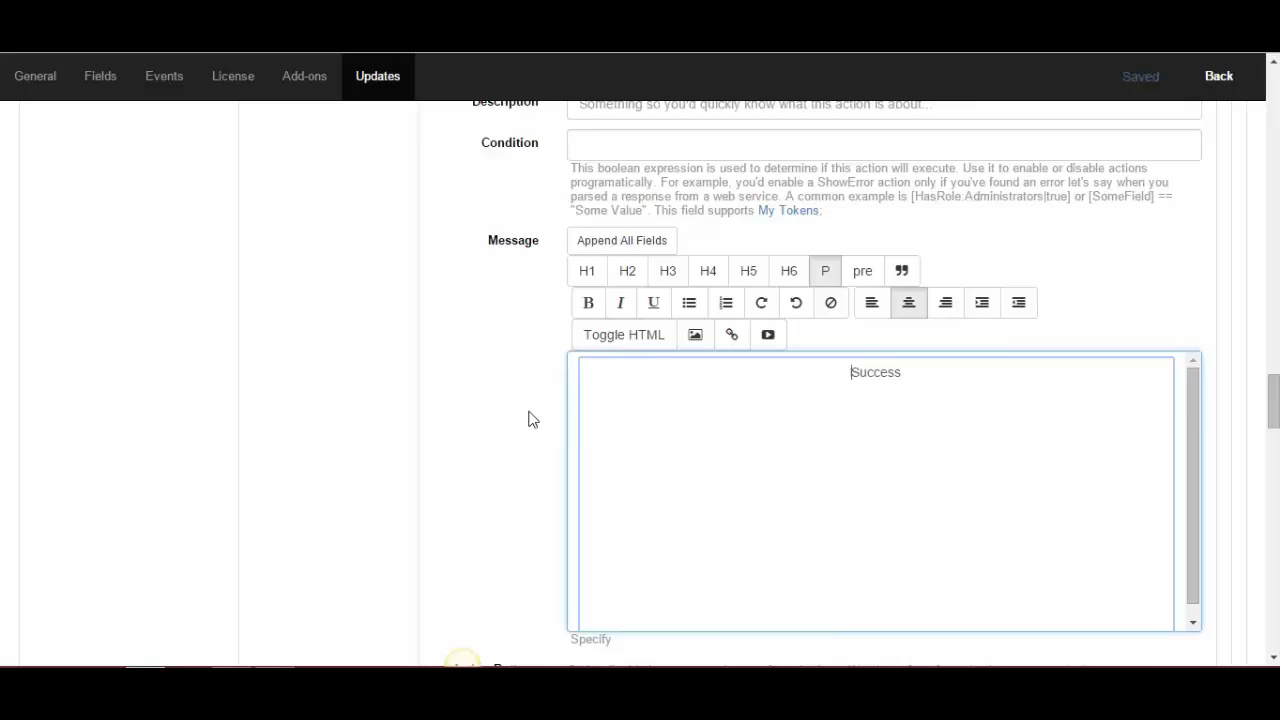 General Fields Events License Add-ons Updates Saved Back
Description Something so you'd quickly know what this action is about...
Condition
This boolean expression is used to determine if this action will execute. Use it to enable or disable actions
programatically. For example, you'd enable a ShowError action only if you've found an error let's say when you
parsed a response from a web service. A common example is [HasRole:Administrators|true] or [SomeField] ==
"Some Value". This field supports My Tokens;
Message Append All Fields
H1 H2 H3 H4 H5 H6 P pre
B I U
Toggle HTML
Success
Specify